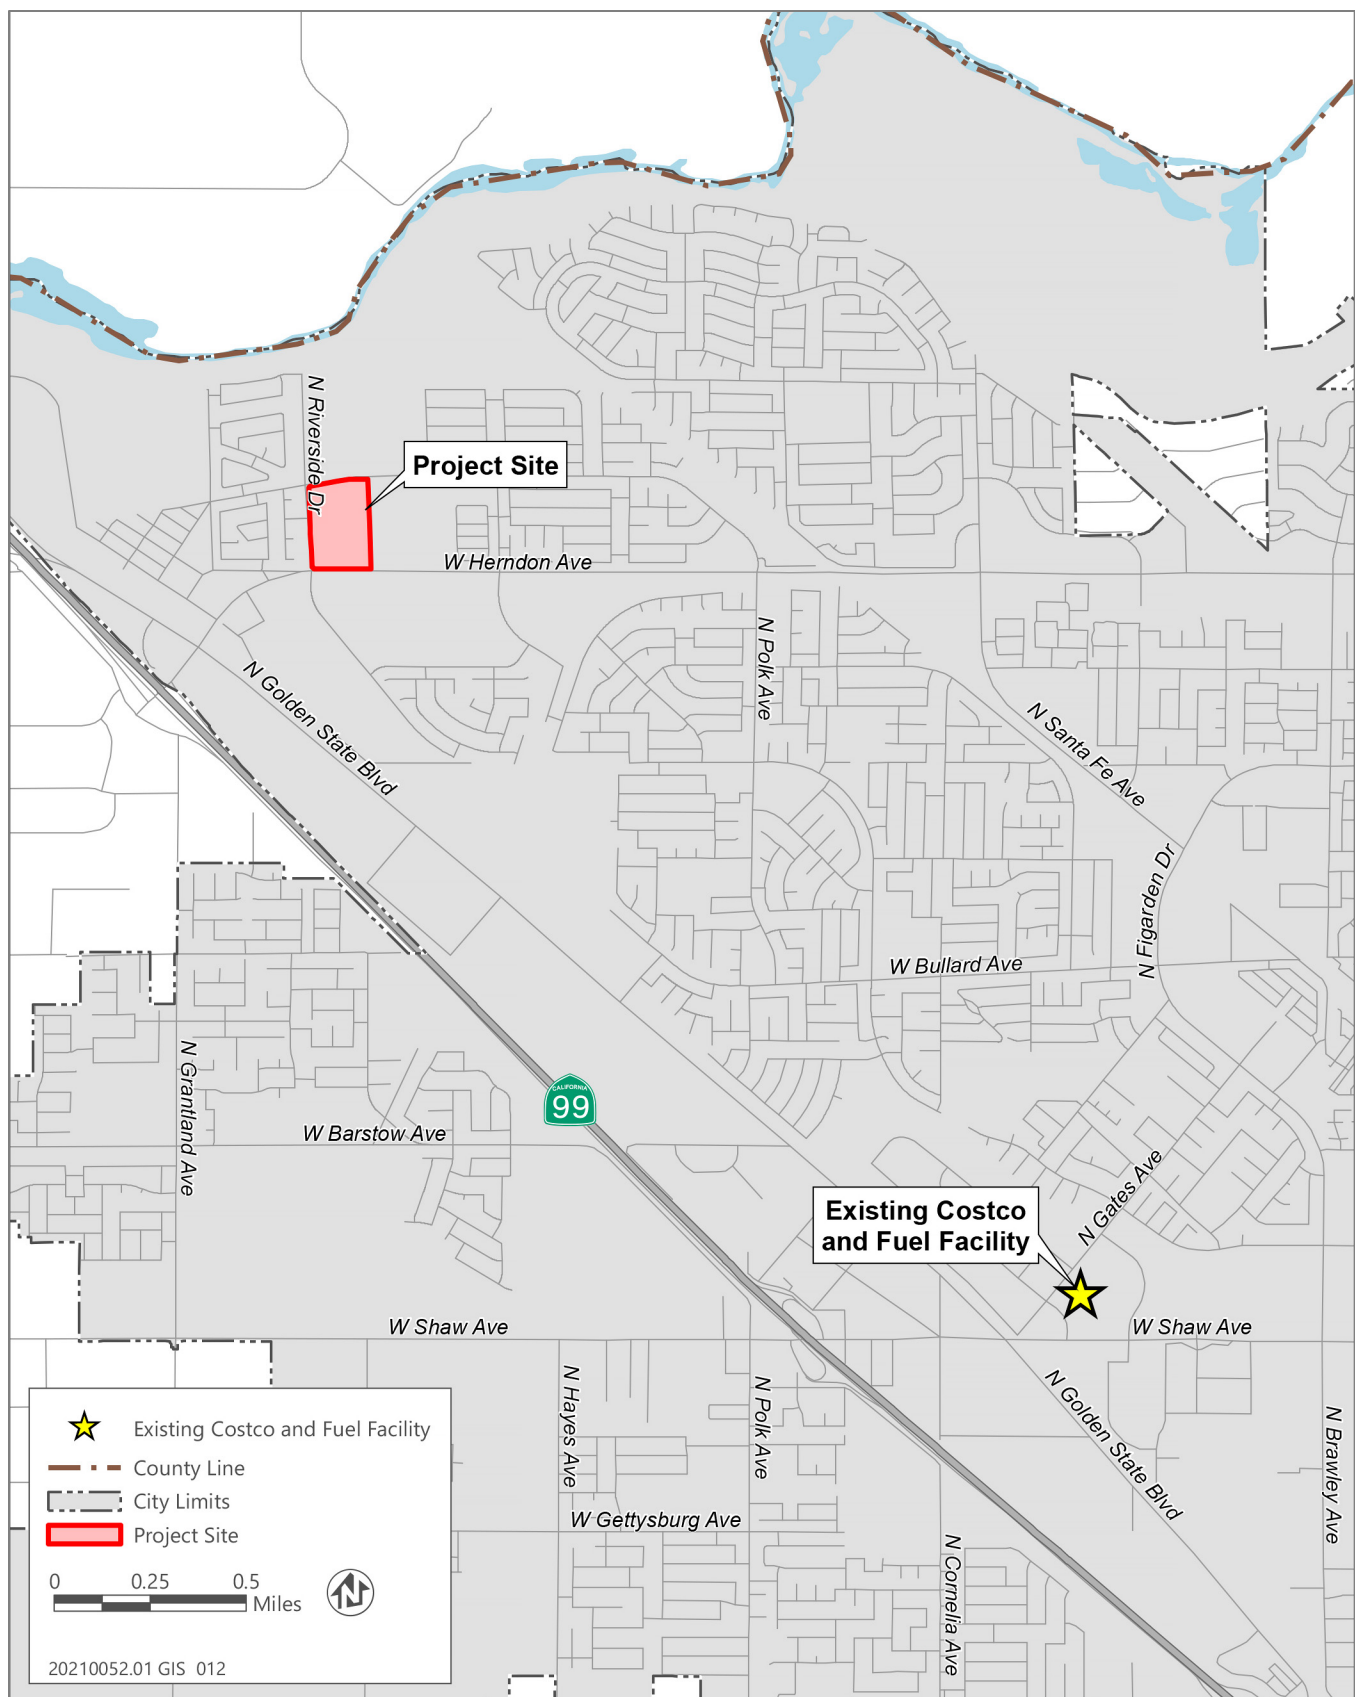 N Riverside Dr
Project Site
W Herndon Ave
N Polk Ave
N Golden State Blvd
N Santa Fe Ave
N Figarden Dr
W Bullard Ave
N Grantland Ave
CALIFORNIA
99
W Barstow Ave
N Gates Ave
Existing Costco
and Fuel Facility
W Shaw Ave
W Shaw Ave
N Hayes Ave
N Polk Ave
N Golden State Blvd
N Brawley Ave
W Gettysburg Ave
N Cornelia Ave
Existing Costco and Fuel Facility
County Line
City Limits
Project Site
0 0.25 0.5
Miles
N
20210052.01 GIS 012